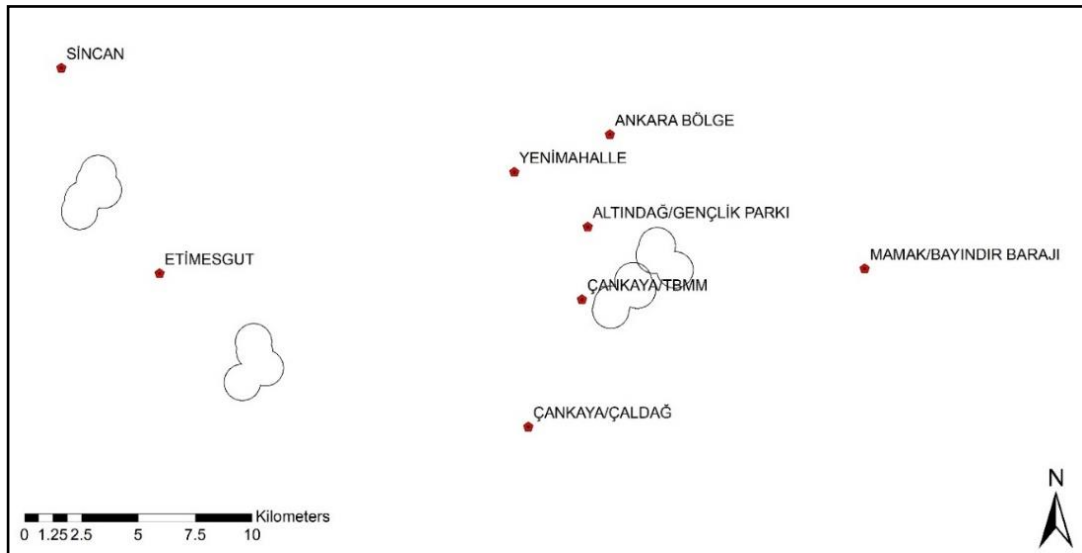 SİNCAN
ANKARA BÖLGE
YENİMAHALLE
ALTINDAĞ/GENÇLİK PARKI
ETİMESGUT
MAMAK/BAYINDIR BARAJI
ÇANKAYA/TBMM
ÇANKAYA/ÇALDAĞ
N
Kilometers
0 1.25 2.5 5 7.5 10